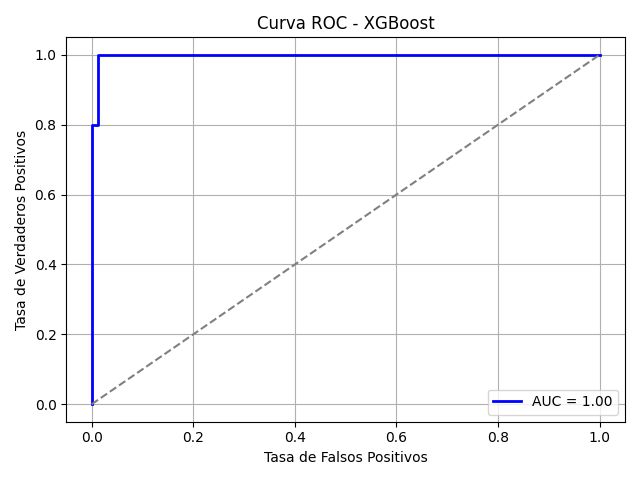 Curva ROC - XGBoost
Tasa de Verdaderos Positivos
1.0
0.8
0.6
0.4
0.2
0.0
0.0 0.2 0.4 0.6 0.8 1.0
Tasa de Falsos Positivos
AUC = 1.00